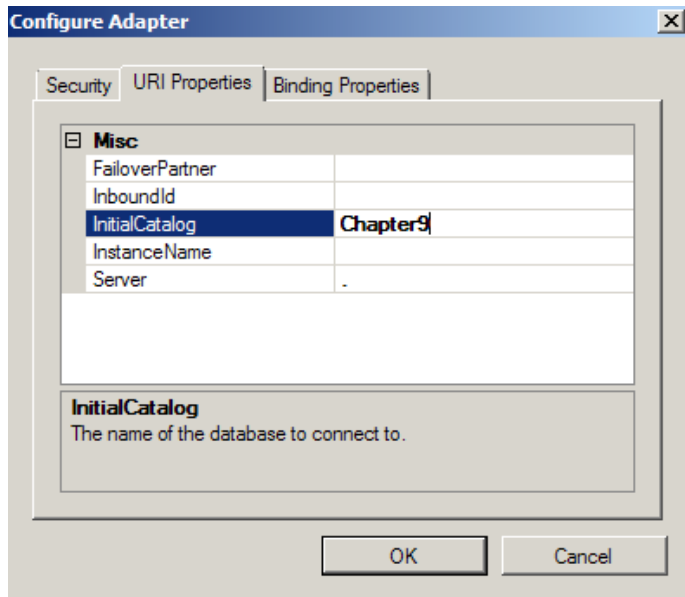 Configure Adapter
Security URI Properties Binding Properties
Misc
FailoverPartner
InboundId
InitialCatalog Chapter9
InstanceName
Server .
InitialCatalog
The name of the database to connect to.
OK Cancel